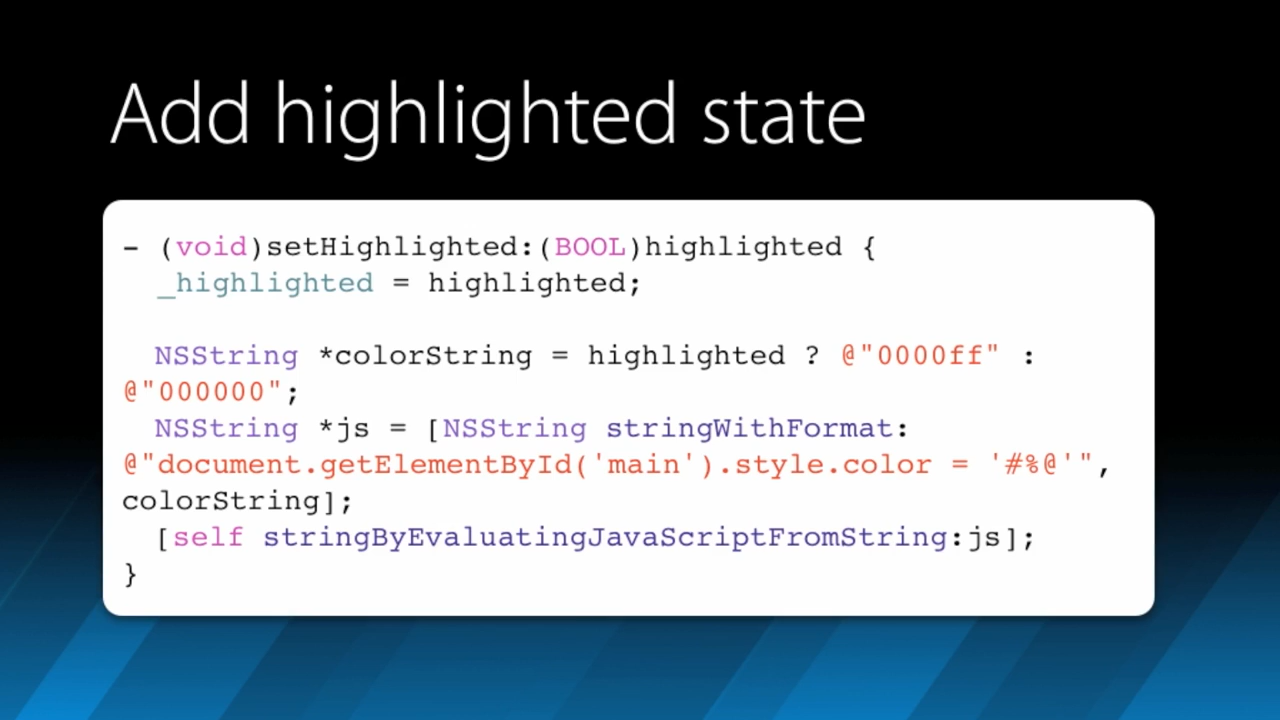 Add highlighted state
- (void)setHighlighted:(BOOL)highlighted {
_highlighted = highlighted;
NSString *colorString = highlighted ? @"0000ff" :
@"000000";
NSString *js = [NSString stringWithFormat:
@"document.getElementById('main').style.color = '#%@'",
colorString];
[self stringByEvaluatingJavaScriptFromString:js];
}